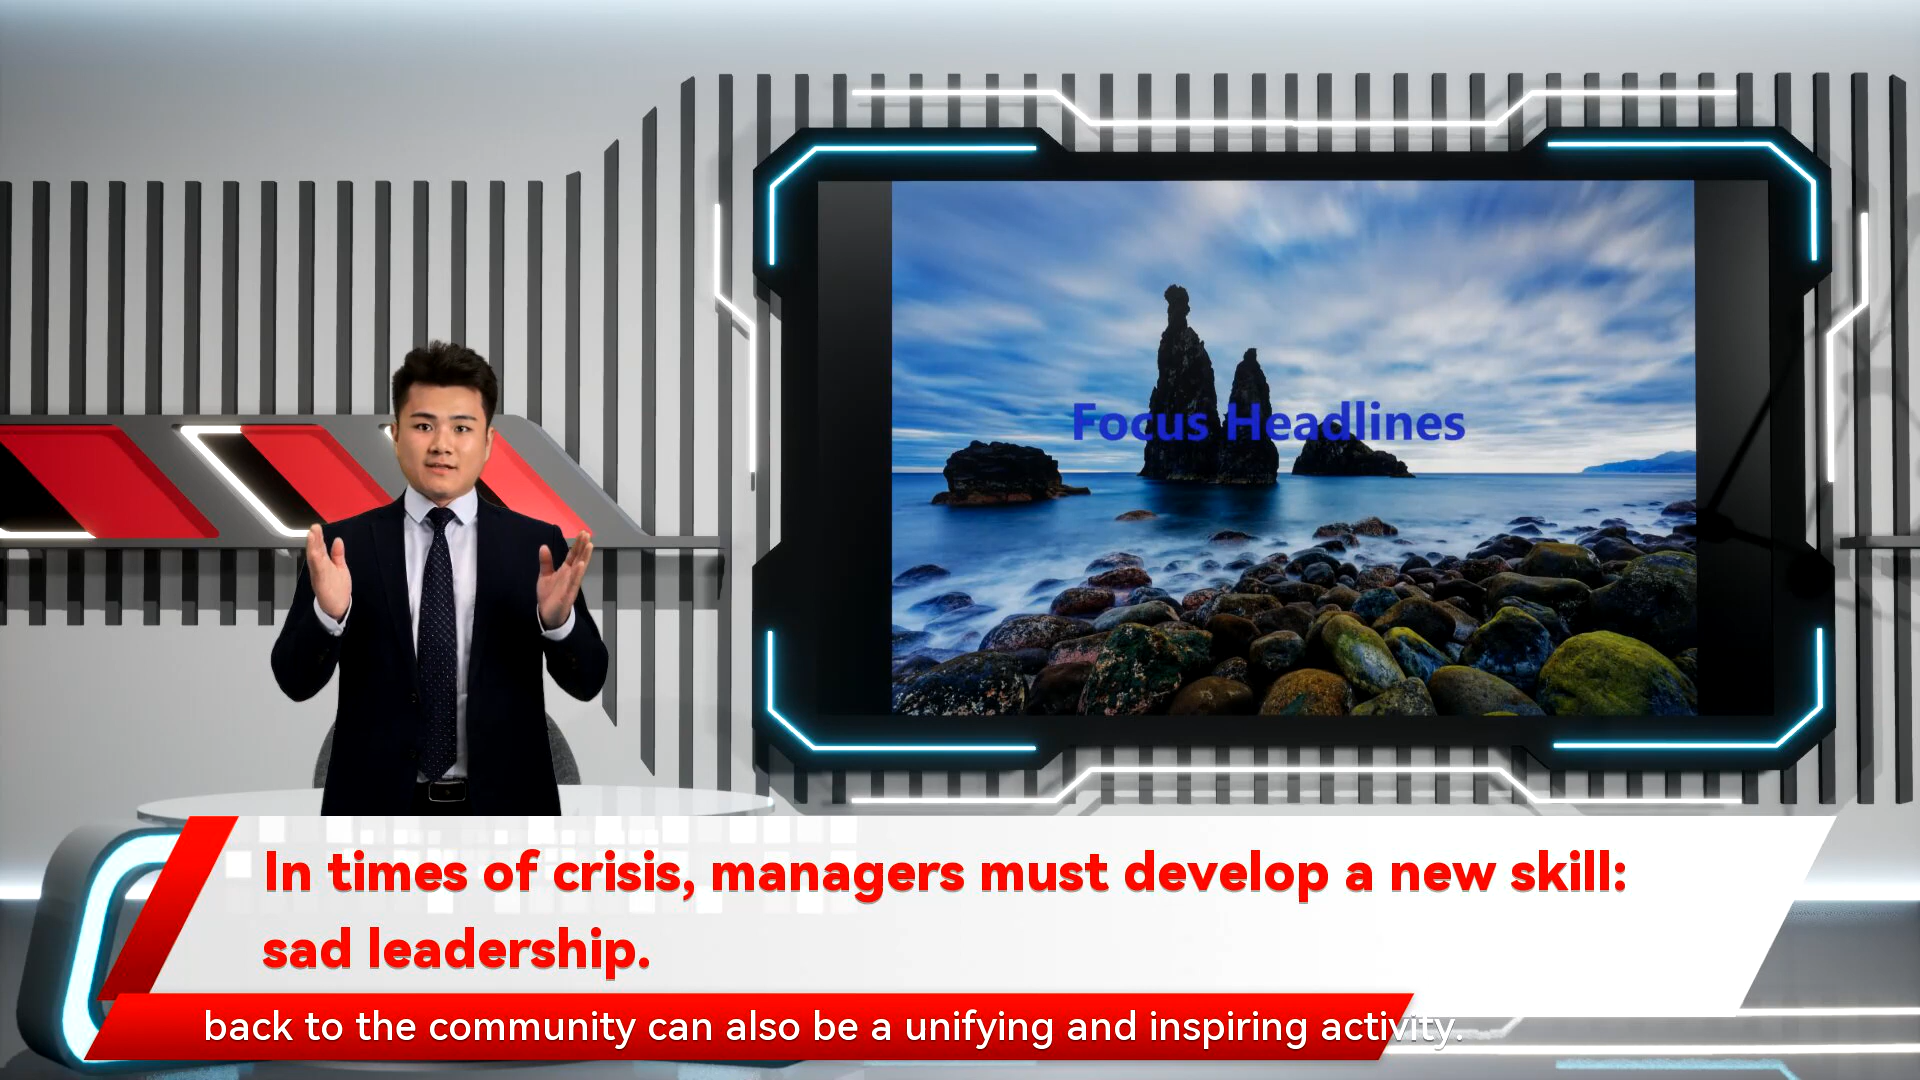 Focus Headlines
In times of crisis, managers must develop a new skill:
sad leadership.
back to the community can also be a unifying and inspiring activity.